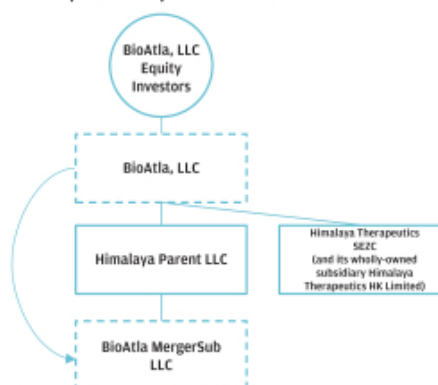 BioAtla, LLC
Equity
Investors
BioAtla, LLC
Himalaya Parent LLC
Himalaya Therapeutics
SEZC
(and its wholly-owned
subsidiary Himalaya
Therapeutics HK Limited)
BioAtla MergerSub
LLC